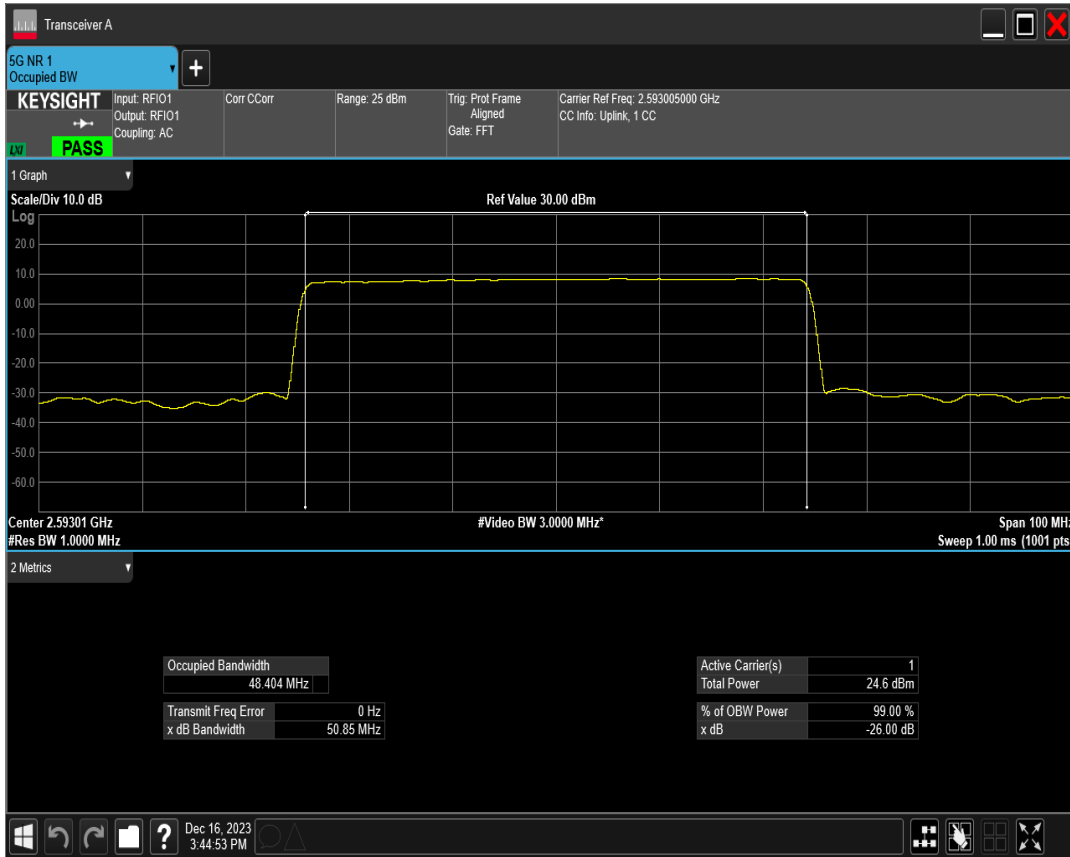 Transceiver A
5G NR 1
Occupied BW
KEYSIGHT
LXI
PASS
Input: RFIO1
Output: RFIO1
Coupling: AC
Corr CCorr
Range: 25 dBm
Trig: Prot Frame
Aligned
Gate: FFT
Carrier Ref Freq: 2.593005000 GHz
CC Info: Uplink, 1 CC
1 Graph
Scale/Div 10.0 dB
Ref Value 30.00 dBm
Log
20.0
10.0
0.00
-10.0
-20.0
-30.0
-40.0
-50.0
-60.0
Center 2.59301 GHz
#Video BW 3.0000 MHz*
Span 100 MHz
#Res BW 1.0000 MHz
Sweep 1.00 ms (1001 pts
2 Metrics
Occupied Bandwidth
48.404 MHz
Transmit Freq Error 0 Hz
x dB Bandwidth 50.85 MHz
Active Carrier(s) 1
Total Power 24.6 dBm
% of OBW Power 99.00 %
x dB -26.00 dB
?
Dec 16, 2023
3:44:53 PM